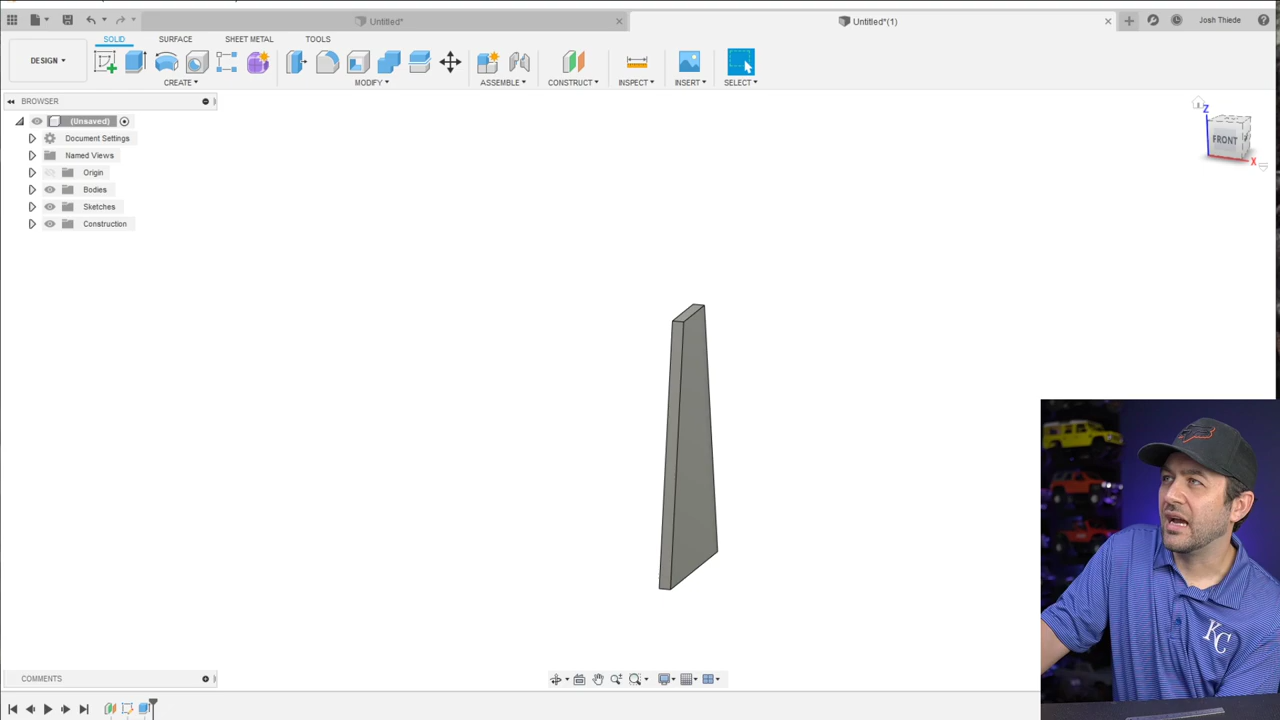 Untitled*
Untitled*(1)
Josh Thiede
DESIGN
SOLID
SURFACE
SHEET METAL
TOOLS
CREATE
MODIFY
ASSEMBLE
CONSTRUCT
INSPECT
INSERT
SELECT
BROWSER
(Unsaved)
Document Settings
Named Views
Origin
Bodies
Sketches
Construction
Z
FRONT
X
KC
COMMENTS